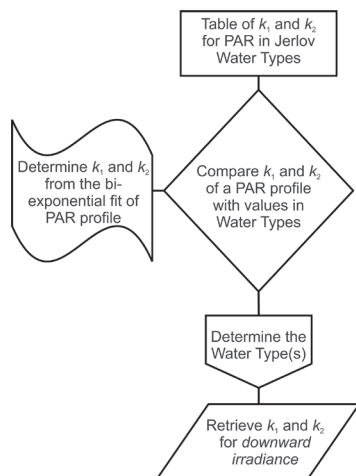 Table of k₁ and k₂
for PAR in Jerlov
Water Types
Determine k₁ and k₂
from the bi-
exponential fit of
PAR profile
Compare k₁ and k₂
of a PAR profile
with values in
Water Types
Determine the
Water Type(s)
Retrieve k₁ and k₂
for downward
irradiance